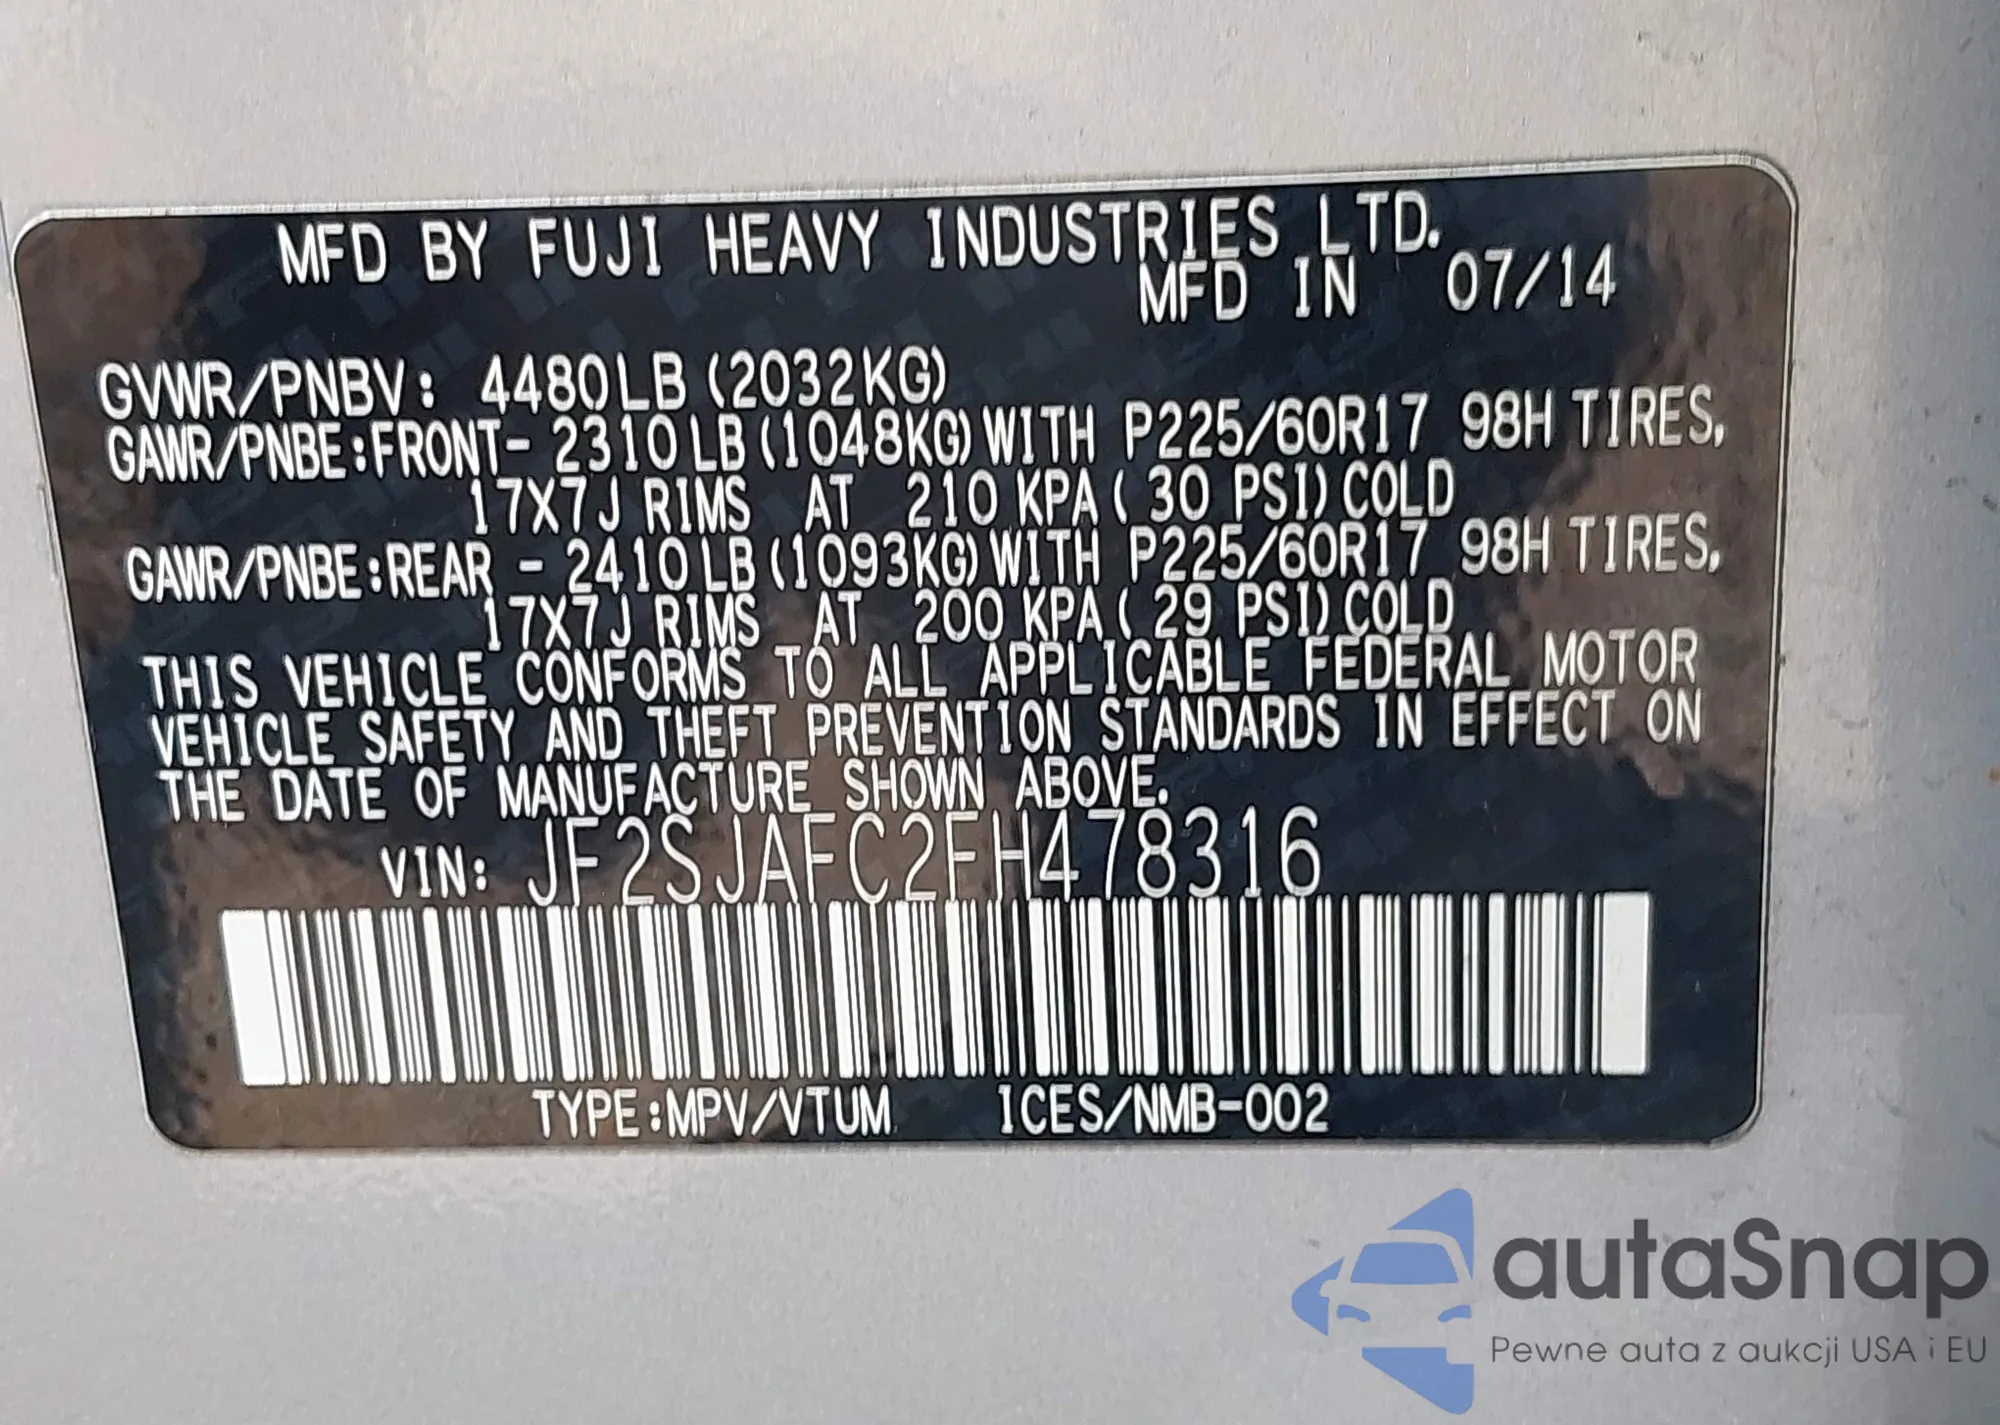 MFD BY FUJI HEAVY INDUSTRIES LTD.
MFD IN 07/14
GVWR/PNBV: 4480LB (2032KG)
GAWR/PNBE:FRONT- 2310LB (1048KG) WITH P225/60R17 98H TIRES,
17X7J RIMS AT 210 KPA ( 30 PSI) COLD
GAWR/PNBE:REAR - 2410LB (1093KG) WITH P225/60R17 98H TIRES,
17X7J RIMS AT 200 KPA ( 29 PSI) COLD
THIS VEHICLE CONFORMS TO ALL APPLICABLE FEDERAL MOTOR
VEHICLE SAFETY AND THEFT PREVENTION STANDARDS IN EFFECT ON
THE DATE OF MANUFACTURE SHOWN ABOVE.
VIN: JF2SJAFC2FH478316
TYPE:MPV/VTUM ICES/NMB-002
autaSnap
Pewne auta z aukcji USA i EU